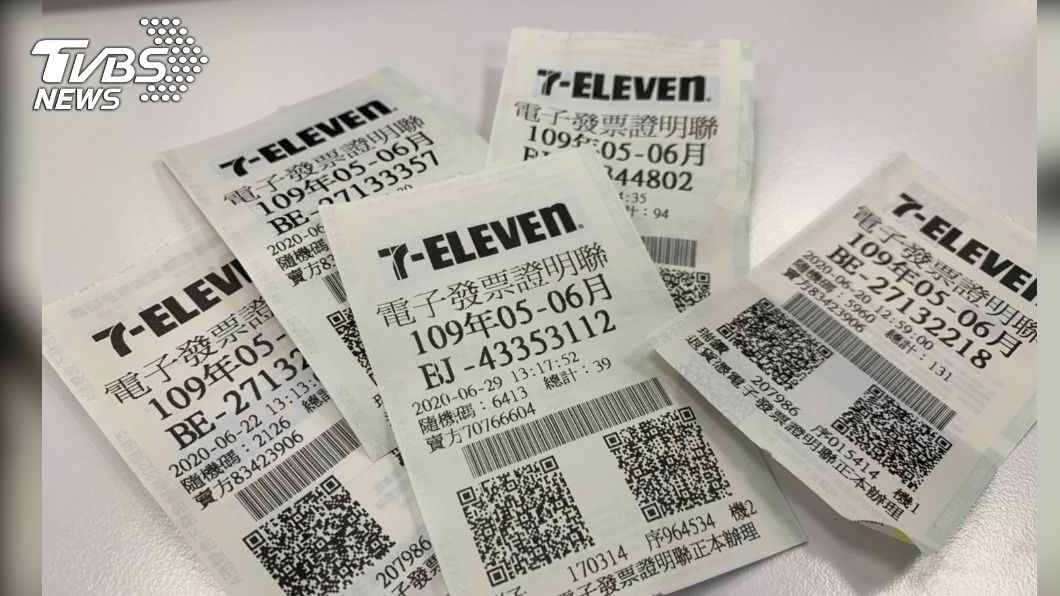 TVBS
NEWS
7-ELEVEN
電子發票證明聯
109年05-06月
BE-27133357
隨機碼
7-ELEVEN
電子發票證明聯
109年05-06月
344802
: 94
7-ELEVEN
電子發票證
109年05-
BE-27132
2020-06-22 13:13:
隨機碼：2126
賣方83423906
207986
7-ELEVEN
電子發票證明聯
109年05-06月
BJ-43353112
2020-06-29 13:17:52
隨機碼：6413 總計：39
賣方70766604
170314 序964534 機2
電子發票證明聯正本辦理
7-ELEVEN
電子發票證明聯
109年05-06月
BE-27132218
2020-06-20 12:59:00
隨機碼：5960 總計：131
賣方83423906
207986 序015414 機1
退貨憑電子發票證明聯正本辦理